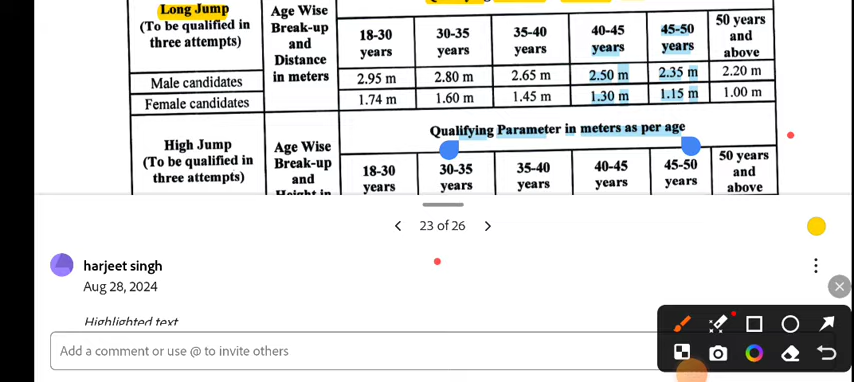 Long Jump
(To be qualified in
three attempts)
Age Wise
Break-up
and
Distance
in meters
18-30
years
30-35
years
35-40
years
40-45
years
45-50
years
50 years
and
above
Male candidates
2.95 m
2.80 m
2.65 m
2.50 m
2.35 m
2.20 m
Female candidates
1.74 m
1.60 m
1.45 m
1.30 m
1.15 m
1.00 m
Qualifying Parameter in meters as per age
High Jump
(To be qualified in
three attempts)
Age Wise
Break-up
and
Height in
18-30
years
30-35
years
35-40
years
40-45
years
45-50
years
50 years
and
above
23 of 26
harjeet singh
Aug 28, 2024
Highlighted text
Add a comment or use @ to invite others